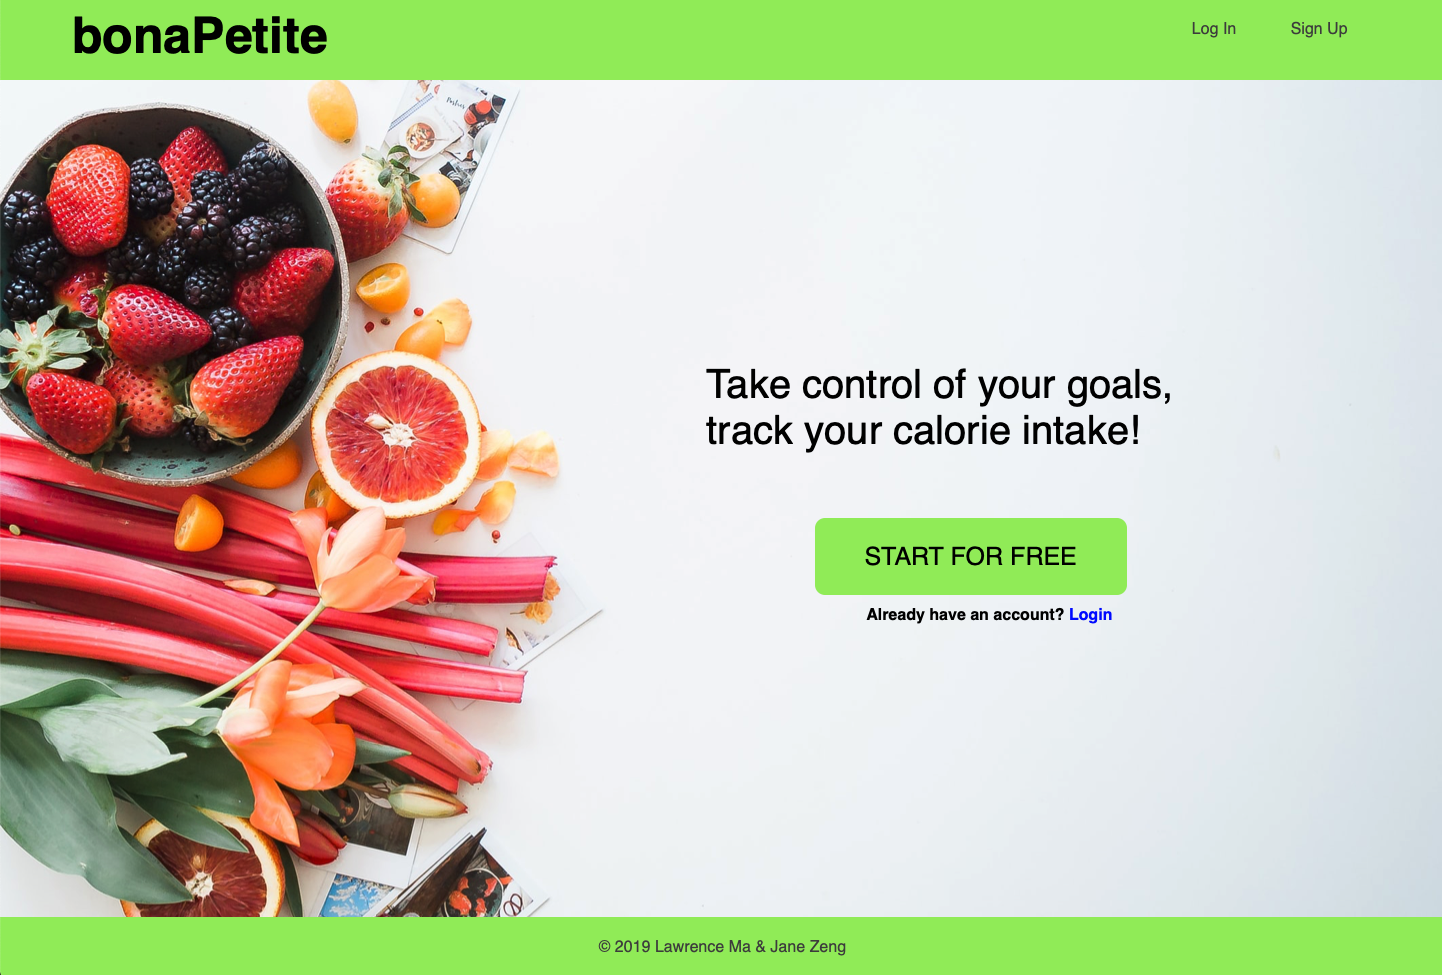 bonaPetite
Log In
Sign Up
Take control of your goals,
track your calorie intake!
START FOR FREE
Already have an account? Login
© 2019 Lawrence Ma & Jane Zeng